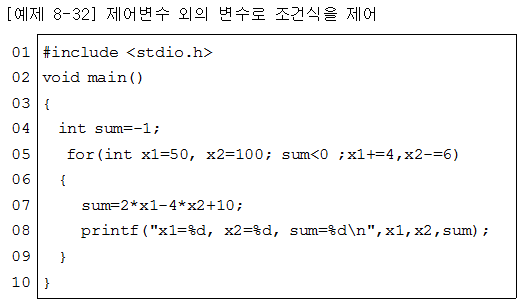 [예제 8-32] 제어변수 외의 변수로 조건식을 제어
01 #include <stdio.h>
02 void main()
03 {
04 int sum=-1;
05 for(int x1=50, x2=100; sum<0 ;x1+=4,x2-=6)
06 {
07 sum=2*x1-4*x2+10;
08 printf("x1=%d, x2=%d, sum=%d\n",x1,x2,sum);
09 }
10 }